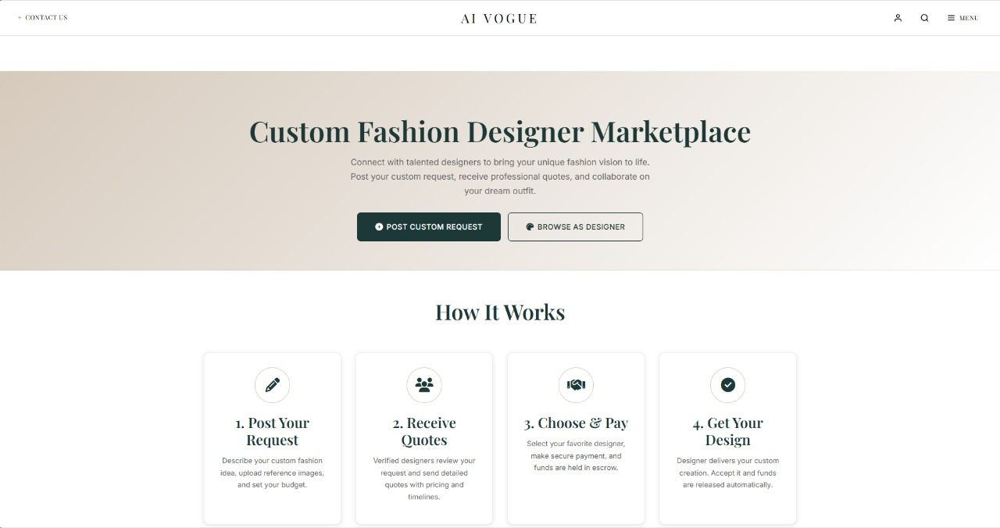 + CONTACT US
AI VOGUE
MENU
Custom Fashion Designer Marketplace
Connect with talented designers to bring your unique fashion vision to life.
Post your custom request, receive professional quotes, and collaborate on
your dream outfit.
POST CUSTOM REQUEST
BROWSE AS DESIGNER
How It Works
1. Post Your
Request
Describe your custom fashion
idea, upload reference images,
and set your budget.
2. Receive
Quotes
Verified designers review your
request and send detailed
quotes with pricing and
timelines.
3. Choose & Pay
Select your favorite designer,
make secure payment, and
funds are held in escrow.
4. Get Your
Design
Designer delivers your custom
creation. Accept it and funds
are released automatically.